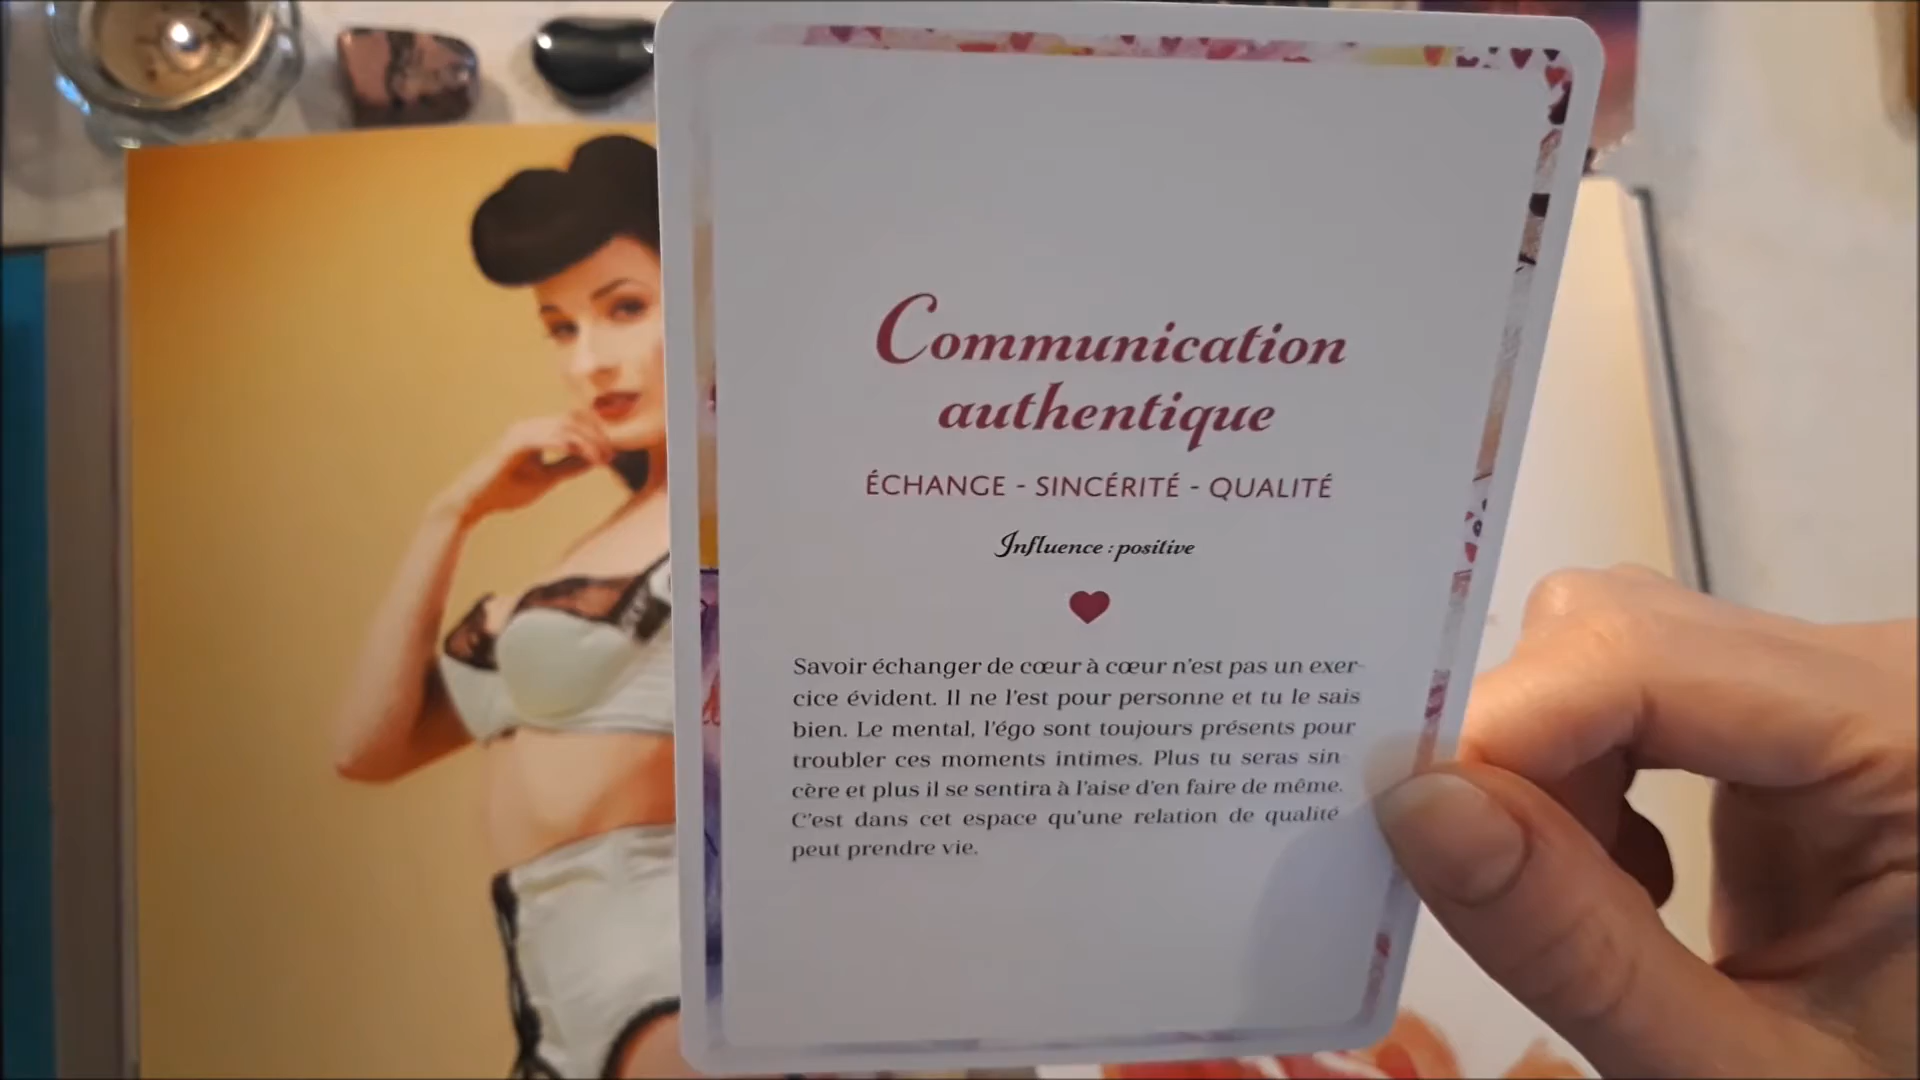 Communication
authentique
ÉCHANGE - SINCÉRITÉ - QUALITÉ
Influence : positive
Savoir échanger de cœur à cœur n'est pas un exer-
cice évident. Il ne l'est pour personne et tu le sais
bien. Le mental, l'égo sont toujours présents pour
troubler ces moments intimes. Plus tu seras sin
cère et plus il se sentira à l'aise d'en faire de même.
C'est dans cet espace qu'une relation de qualité
peut prendre vie.